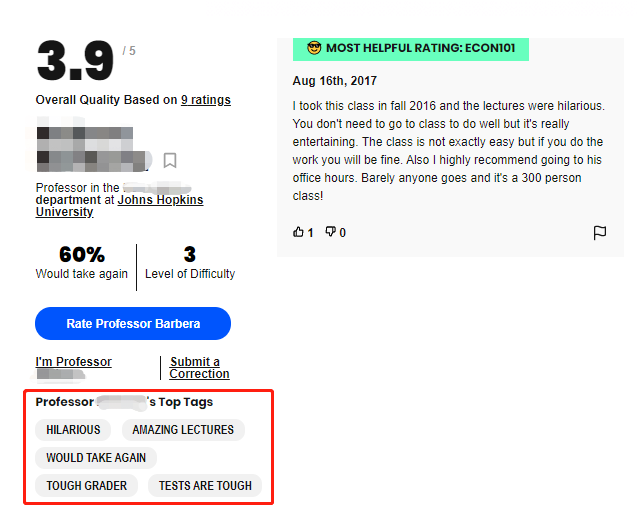 3.9 / 5
Overall Quality Based on 9 ratings
Professor in the
department at Johns Hopkins
University
60%
Would take again
3
Level of Difficulty
Rate Professor Barbera
I'm Professor
Submit a
Correction
Professor 's Top Tags
HILARIOUS
AMAZING LECTURES
WOULD TAKE AGAIN
TOUGH GRADER
TESTS ARE TOUGH
😎 MOST HELPFUL RATING: ECON101
Aug 16th, 2017
I took this class in fall 2016 and the lectures were hilarious.
You don't need to go to class to do well but it's really
entertaining. The class is not exactly easy but if you do the
work you will be fine. Also I highly recommend going to his
office hours. Barely anyone goes and it's a 300 person
class!
1
0